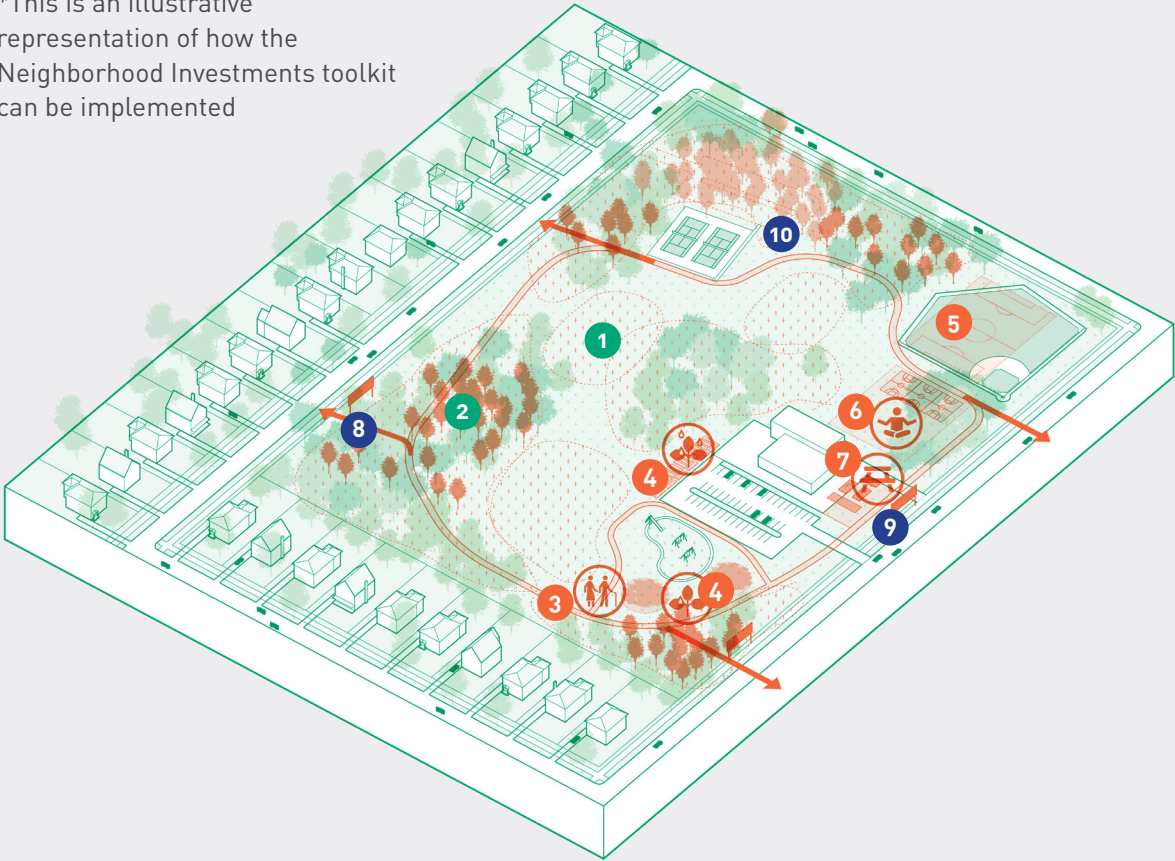 *This is an illustrative
representation of how the
Neighborhood Investments toolkit
can be implemented
10
5
1
6
2
8
7
4
9
3
4